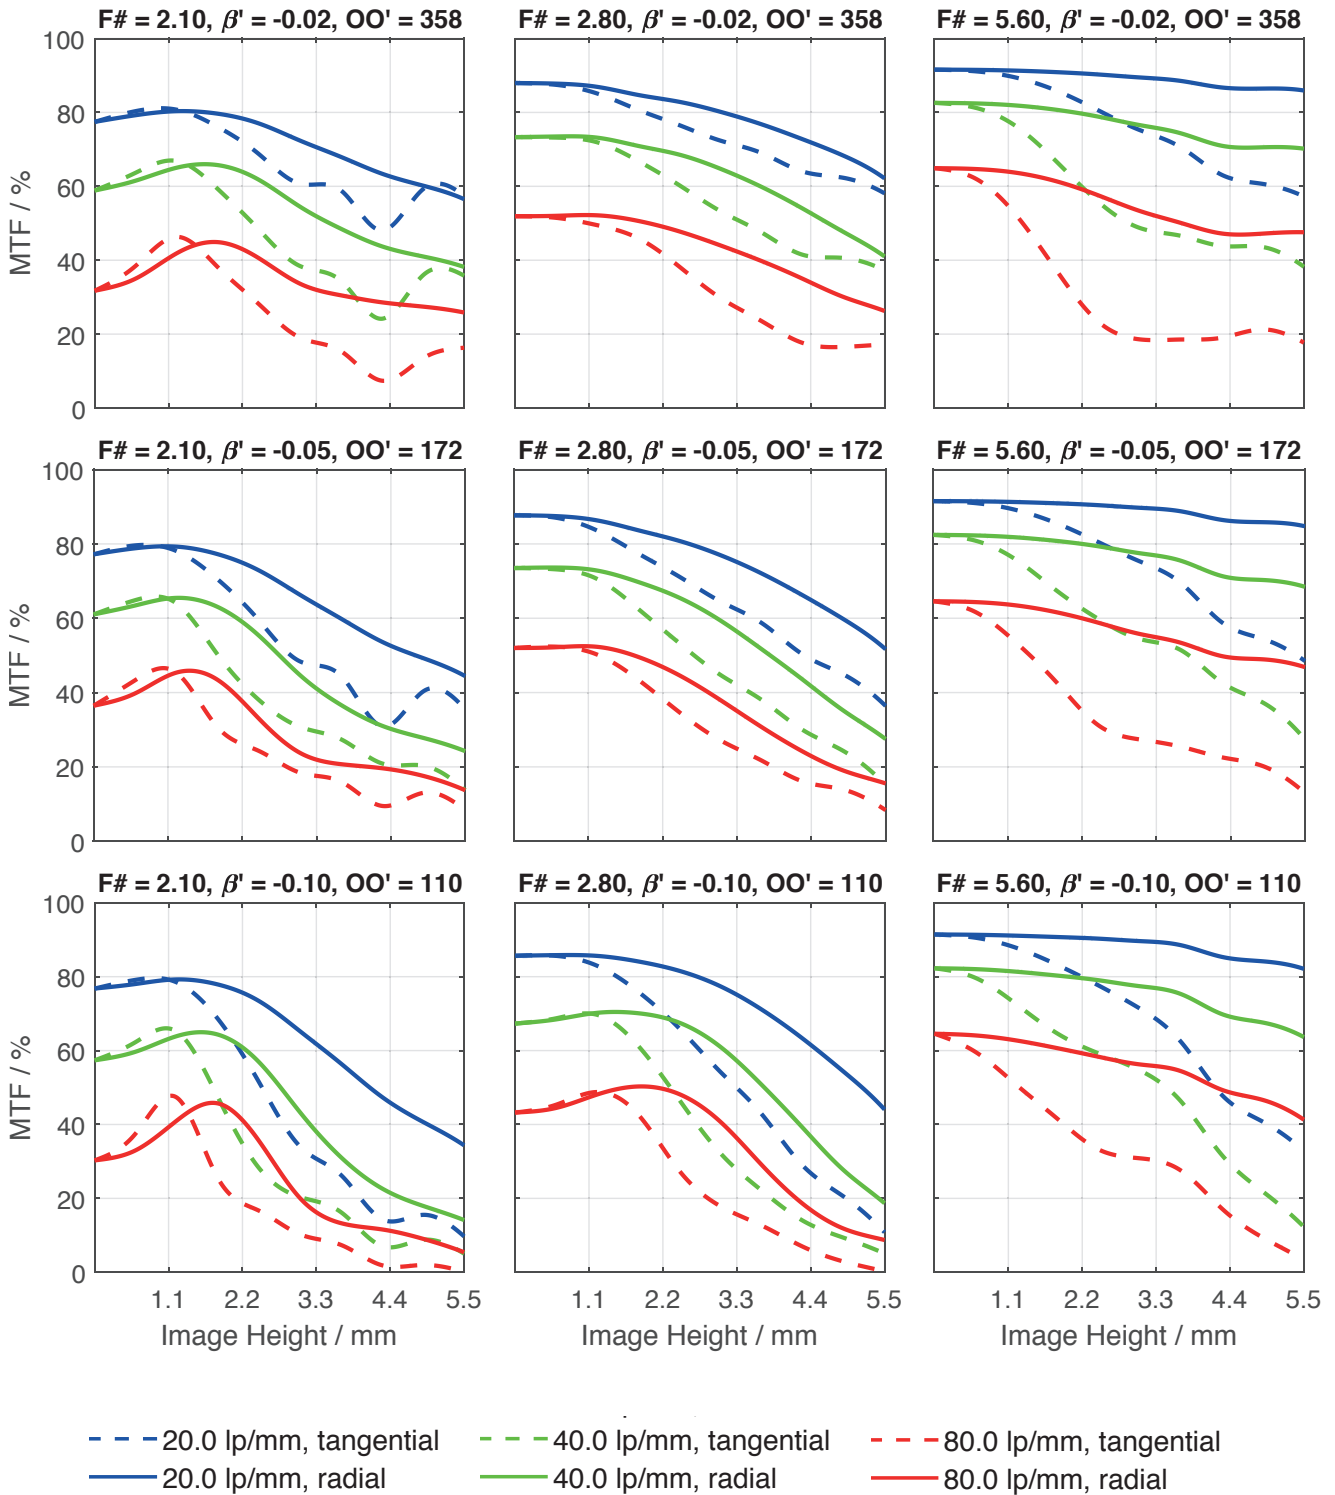 F# = 2.10, β' = -0.02, OO' = 358
F# = 2.80, β' = -0.02, OO' = 358
F# = 5.60, β' = -0.02, OO' = 358
100
80
60
40
20
0
MTF / %
F# = 2.10, β' = -0.05, OO' = 172
F# = 2.80, β' = -0.05, OO' = 172
F# = 5.60, β' = -0.05, OO' = 172
100
80
60
40
20
0
MTF / %
F# = 2.10, β' = -0.10, OO' = 110
F# = 2.80, β' = -0.10, OO' = 110
F# = 5.60, β' = -0.10, OO' = 110
100
80
60
40
20
0
MTF / %
1.1 2.2 3.3 4.4 5.5
1.1 2.2 3.3 4.4 5.5
1.1 2.2 3.3 4.4 5.5
Image Height / mm
Image Height / mm
Image Height / mm
20.0 lp/mm, tangential
40.0 lp/mm, tangential
80.0 lp/mm, tangential
20.0 lp/mm, radial
40.0 lp/mm, radial
80.0 lp/mm, radial